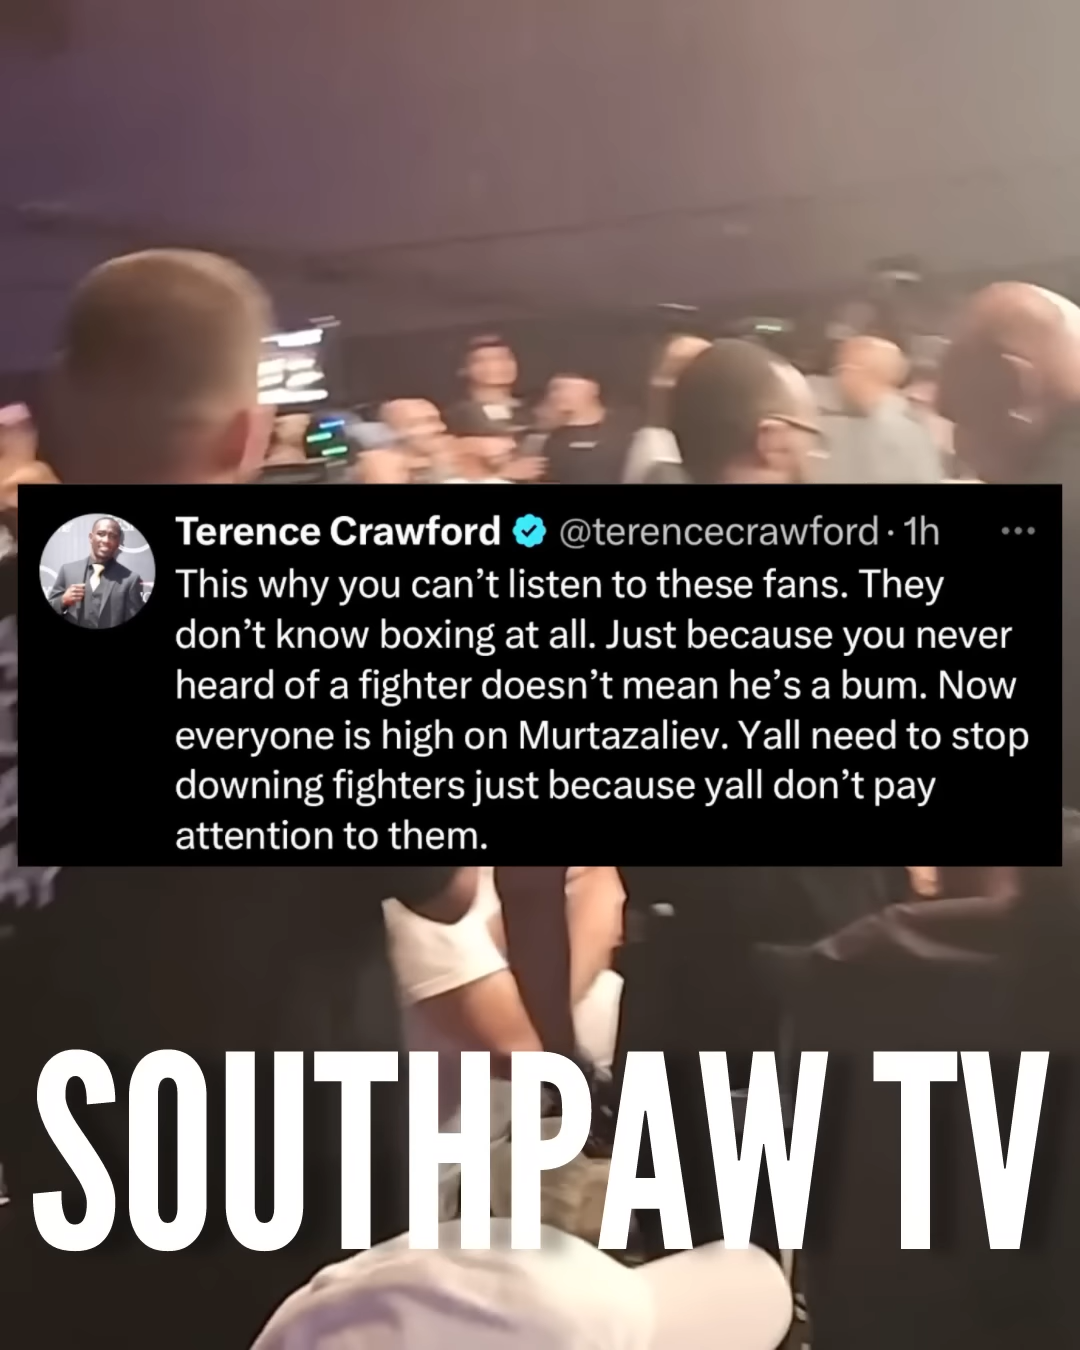 Terence Crawford @terencecrawford · 1h
This why you can't listen to these fans. They
don't know boxing at all. Just because you never
heard of a fighter doesn't mean he's a bum. Now
everyone is high on Murtazaliev. Yall need to stop
downing fighters just because yall don't pay
attention to them.
SOUTHPAW TV